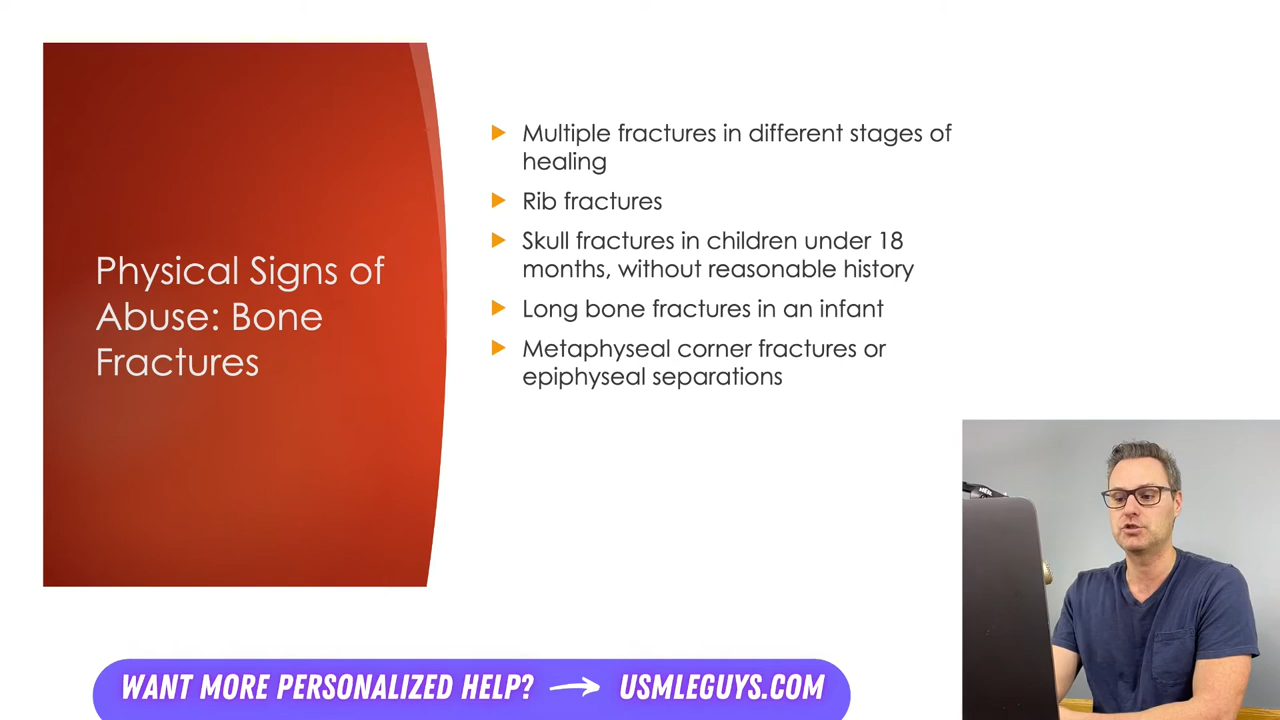 Physical Signs of
Abuse: Bone
Fractures
Multiple fractures in different stages of
healing
Rib fractures
Skull fractures in children under 18
months, without reasonable history
Long bone fractures in an infant
Metaphyseal corner fractures or
epiphyseal separations
WANT MORE PERSONALIZED HELP? → USMLEGUYS.COM